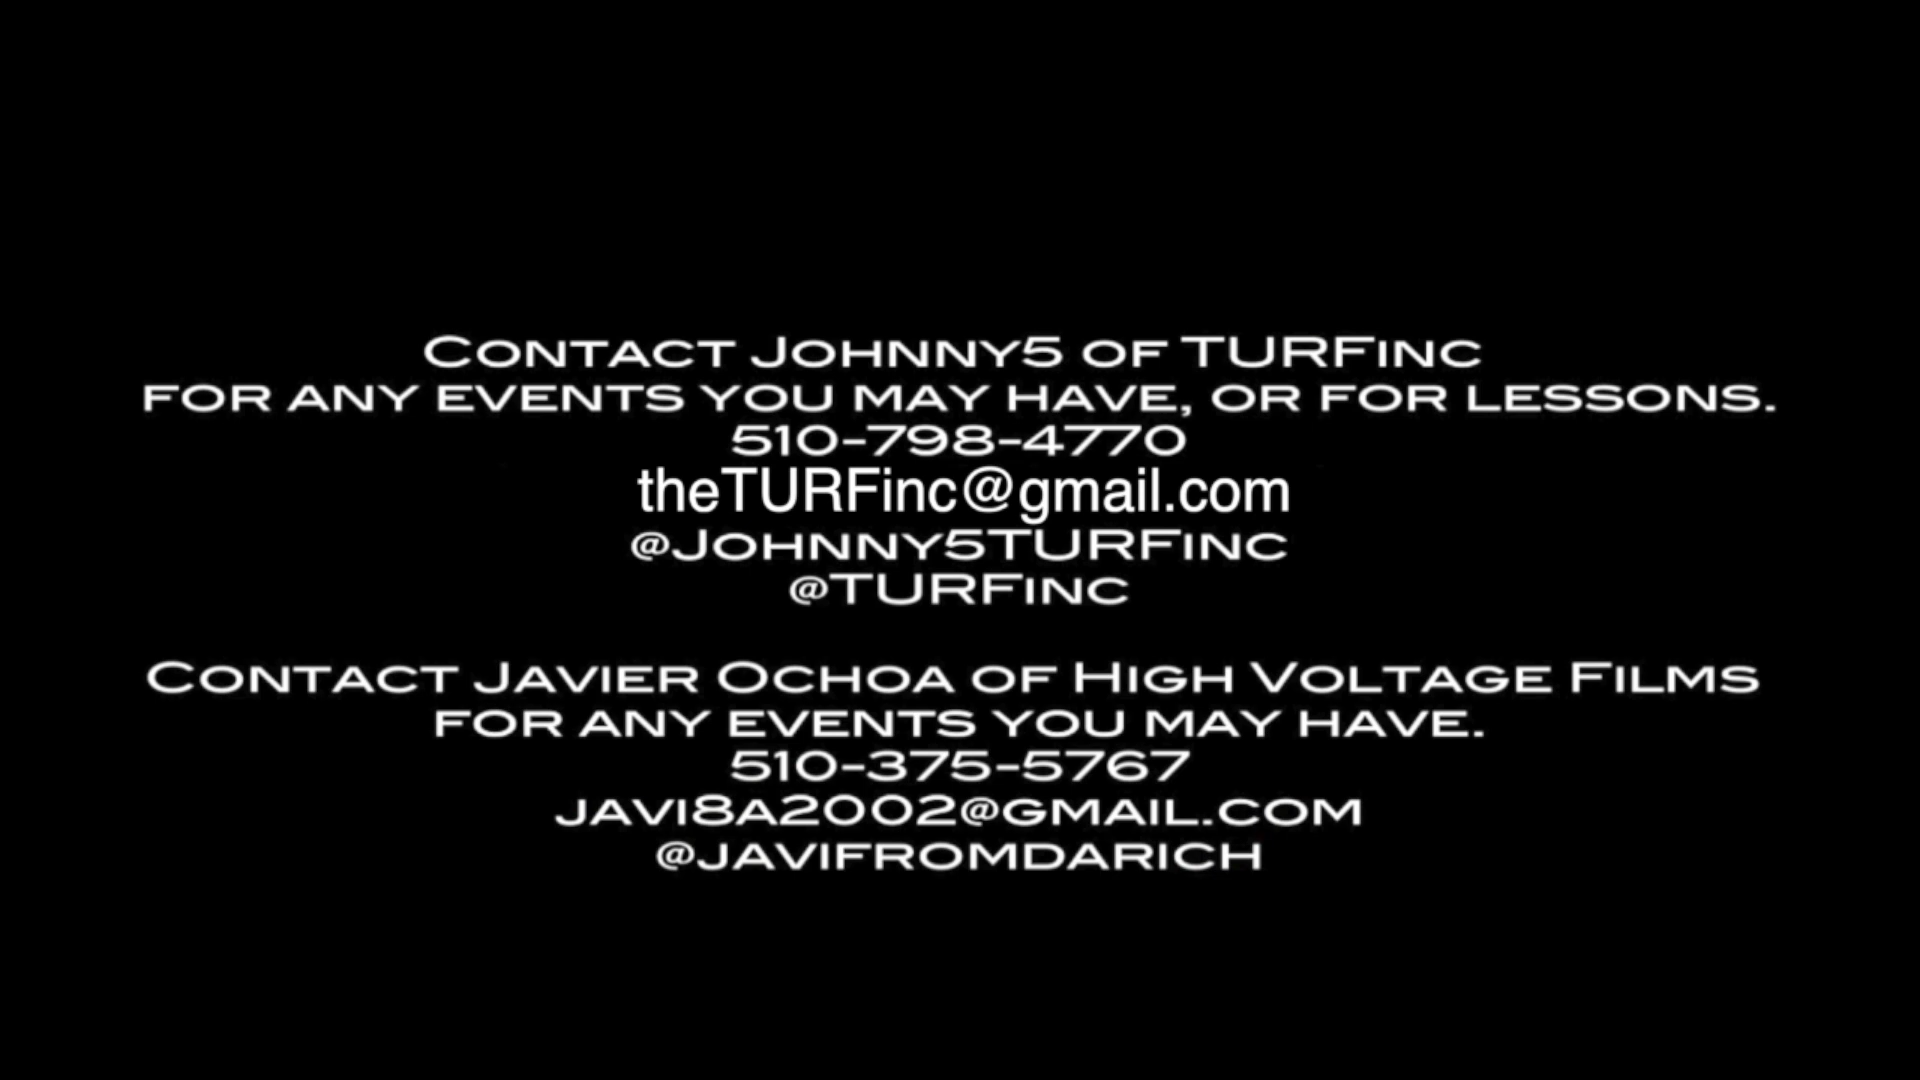 Contact Johnny5 of TURFinc
for any events you may have, or for lessons.
510-798-4770
theTURFinc@gmail.com
@Johnny5TURFinc
@TURFinc
Contact Javier Ochoa of High Voltage Films
for any events you may have.
510-375-5767
javi8a2002@gmail.com
@javifromdarich